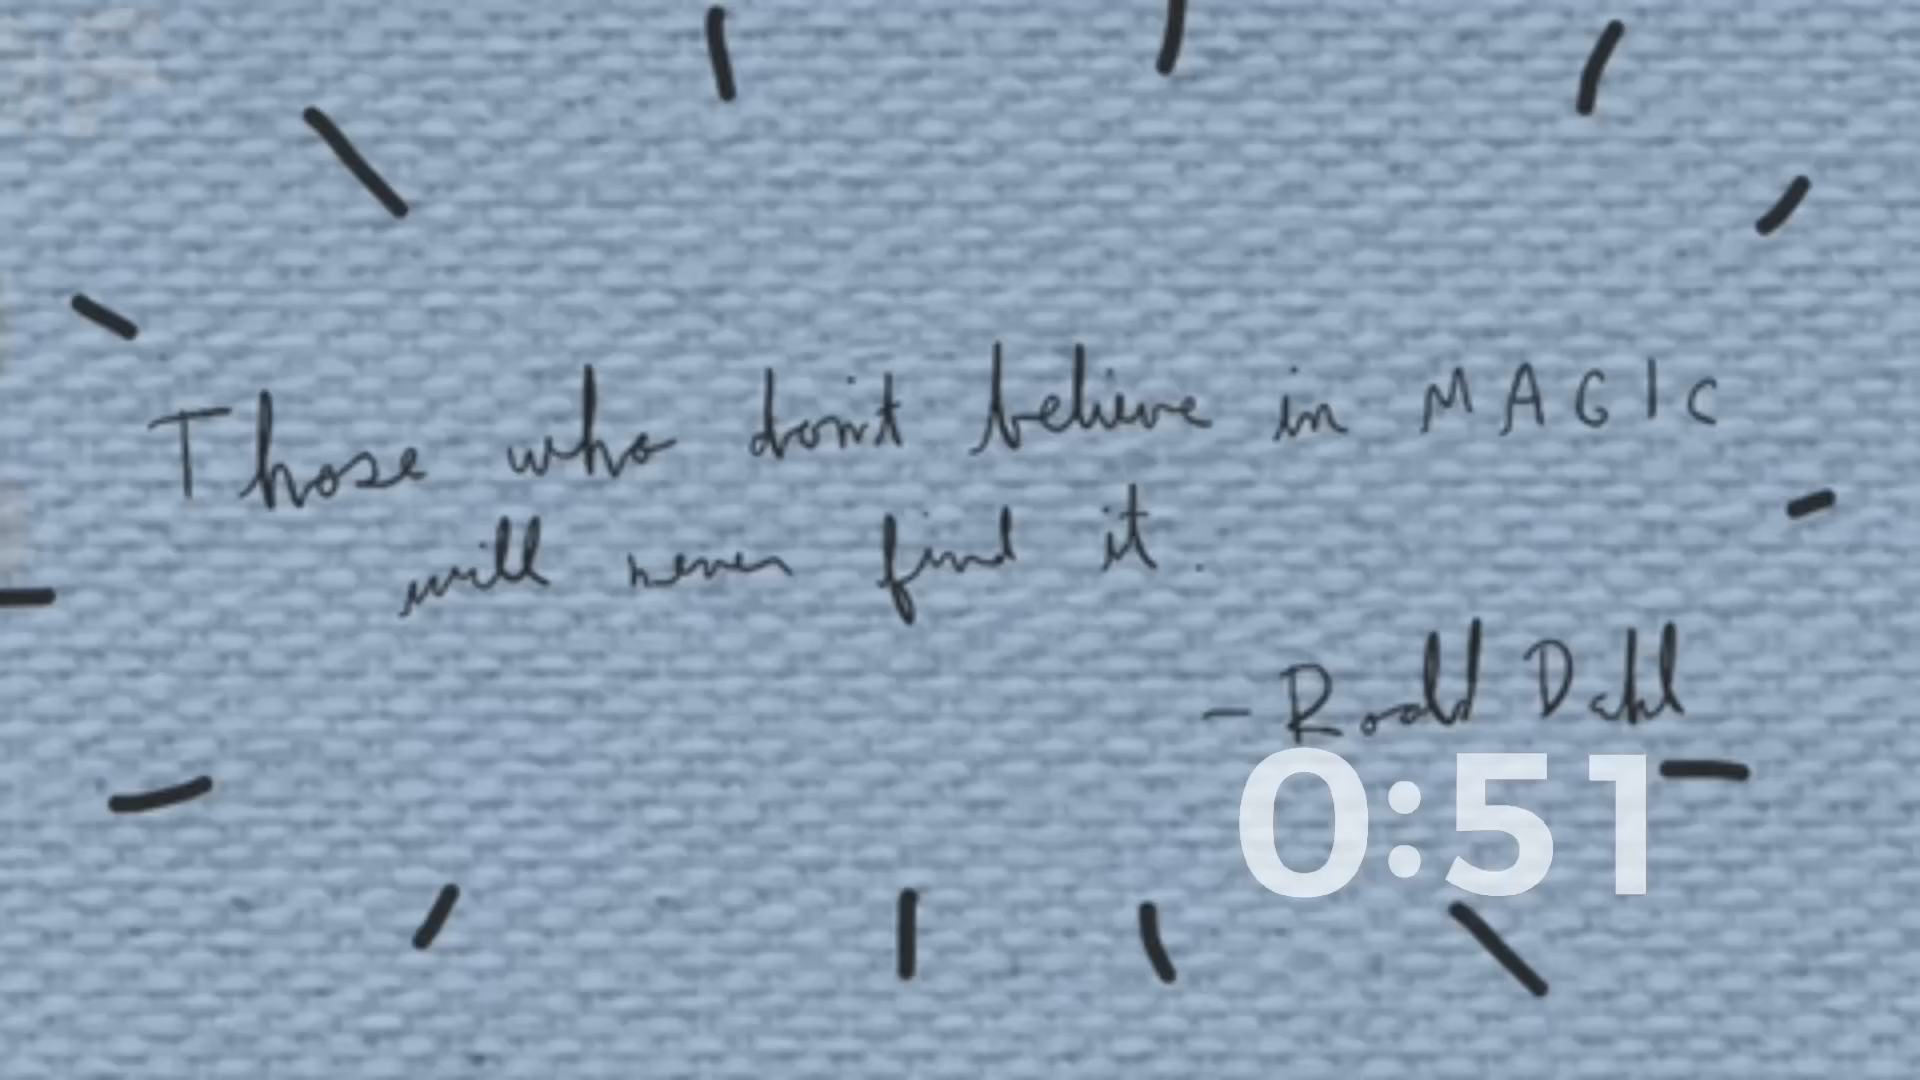 Those who don't believe in MAGIC
will never find it.
- Roald Dahl
0:51